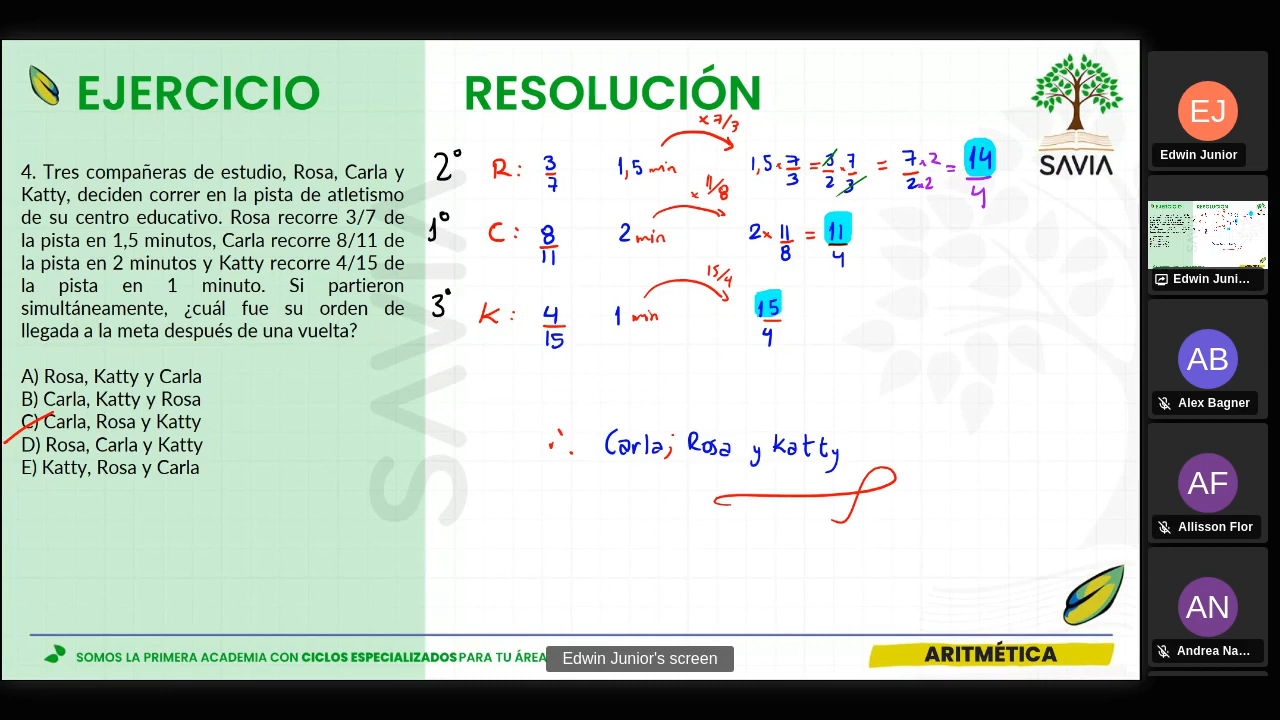 EJERCICIO
RESOLUCIÓN
SAVIA
4. Tres compañeras de estudio, Rosa, Carla y
Katty, deciden correr en la pista de atletismo
de su centro educativo. Rosa recorre 3/7 de
la pista en 1,5 minutos, Carla recorre 8/11 de
la pista en 2 minutos y Katty recorre 4/15 de
la pista en 1 minuto. Si partieron
simultáneamente, ¿cuál fue su orden de
llegada a la meta después de una vuelta?
A) Rosa, Katty y Carla
B) Carla, Katty y Rosa
C) Carla, Rosa y Katty
D) Rosa, Carla y Katty
E) Katty, Rosa y Carla
x 7/3
2° R: 3/7 1,5 min 1,5 x 7/3 = 3/2 x 7/3 = 7x2/2x2 = 14/4
x 11/8
1° C: 8/11 2 min 2 x 11/8 = 11/4
15/4
3° K: 4/15 1 min 15/4
∴ Carla; Rosa y Katty
SAVIA
SOMOS LA PRIMERA ACADEMIA CON CICLOS ESPECIALIZADOS PARA TU ÁREA
Edwin Junior's screen
ARITMÉTICA
EJ
Edwin Junior
Edwin Juni...
AB
Alex Bagner
AF
Allisson Flor
AN
Andrea Na...